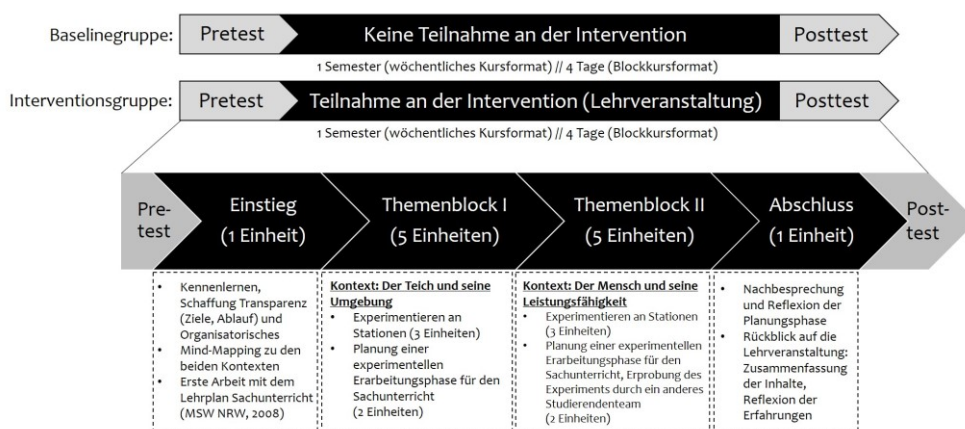 Baselinegruppe:
Pretest
Keine Teilnahme an der Intervention
Posttest
1 Semester (wöchentliches Kursformat) // 4 Tage (Blockkursformat)
Interventionsgruppe:
Pretest
Teilnahme an der Intervention (Lehrveranstaltung)
Posttest
1 Semester (wöchentliches Kursformat) // 4 Tage (Blockkursformat)
Pre-
test
Einstieg
(1 Einheit)
Themenblock I
(5 Einheiten)
Themenblock II
(5 Einheiten)
Abschluss
(1 Einheit)
Post-
test
• Kennenlernen,
Schaffung Transparenz
(Ziele, Ablauf) und
Organisatorisches
• Mind-Mapping zu den
beiden Kontexten
• Erste Arbeit mit dem
Lehrplan Sachunterricht
(MSW NRW, 2008)
Kontext: Der Teich und seine
Umgebung
• Experimentieren an
Stationen (3 Einheiten)
• Planung einer
experimentellen
Erarbeitungsphase für den
Sachunterricht
(2 Einheiten)
Kontext: Der Mensch und seine
Leistungsfähigkeit
• Experimentieren an Stationen
(3 Einheiten)
• Planung einer experimentellen
Erarbeitungsphase für den
Sachunterricht, Erprobung des
Experiments durch ein anderes
Studierendenteam
(2 Einheiten)
• Nachbesprechung
und Reflexion der
Planungsphase
• Rückblick auf die
Lehrveranstaltung:
Zusammenfassung
der Inhalte,
Reflexion der
Erfahrungen